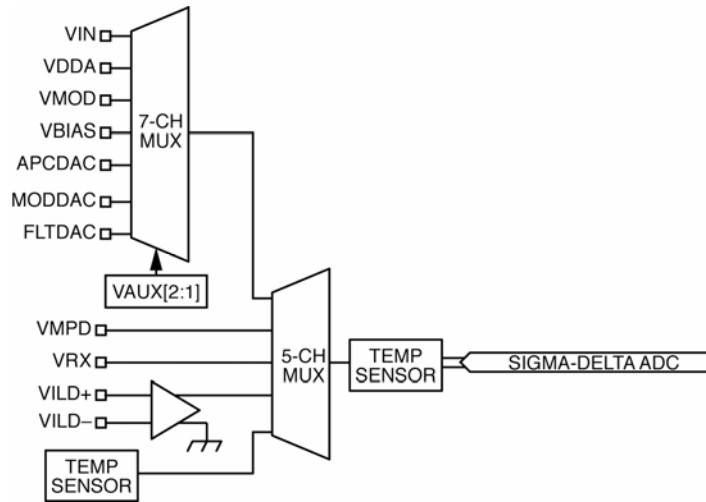 VIN
VDDA
VMOD
VBIAS
APCDAC
MODDAC
FLTDAC
7-CH
MUX
VAUX[2:1]
VMPD
VRX
VILD+
VILD−
TEMP
SENSOR
5-CH
MUX
TEMP
SENSOR
SIGMA-DELTA ADC